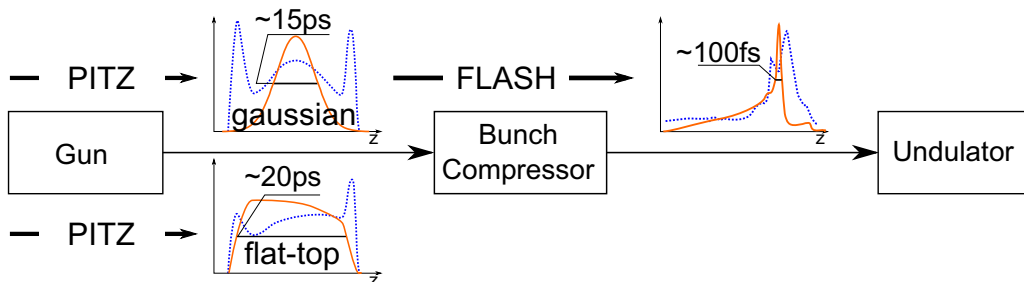 ~15ps
PITZ
gaussian
z
FLASH
~100fs
z
Gun
Bunch
Compressor
Undulator
~20ps
PITZ
flat-top
z